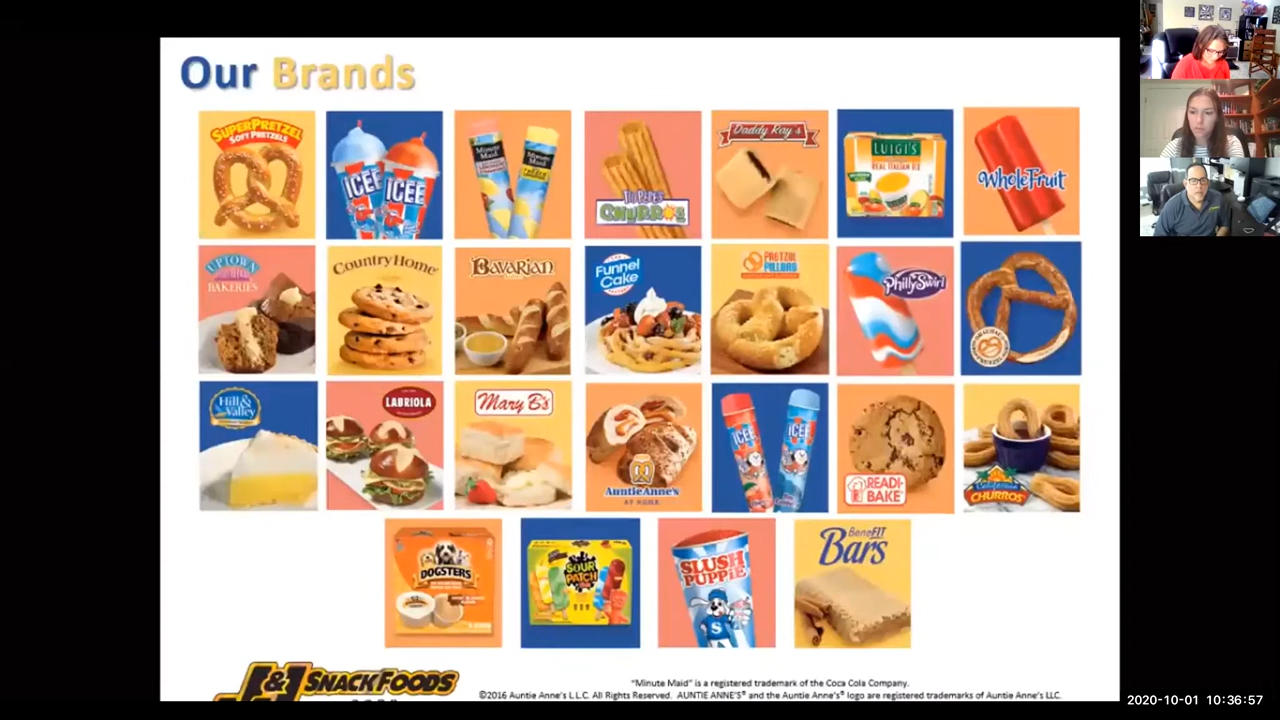 Our Brands
SUPERPRETZEL
SOFT PRETZELS
ICEE
ICEE
Minute Maid
Minute Maid
CHURROS
Daddy Ray's
LUIGI'S
REAL ITALIAN ICE
WholeFruit
UPTOWN
BAKERIES
Country Home
BAVARIAN
Funnel Cake
PRETZEL
FILLERS
PhillySwirl
Hill & Valley
LABRIOLA
Mary B's
Auntie Anne's
AT HOME
ICEE
ICEE
READI-
BAKE
California
CHURROS
DOGSTERS
SOUR
PATCH
SLUSH
PUPPiE
BeneFIT
Bars
J&J SNACK FOODS
"Minute Maid" is a registered trademark of the Coca Cola Company.
©2016 Auntie Anne's L.L.C. All Rights Reserved. AUNTIE ANNE'S® and the Auntie Anne's® logo are registered trademarks of Auntie Anne's LLC.
2020-10-01 10:36:57